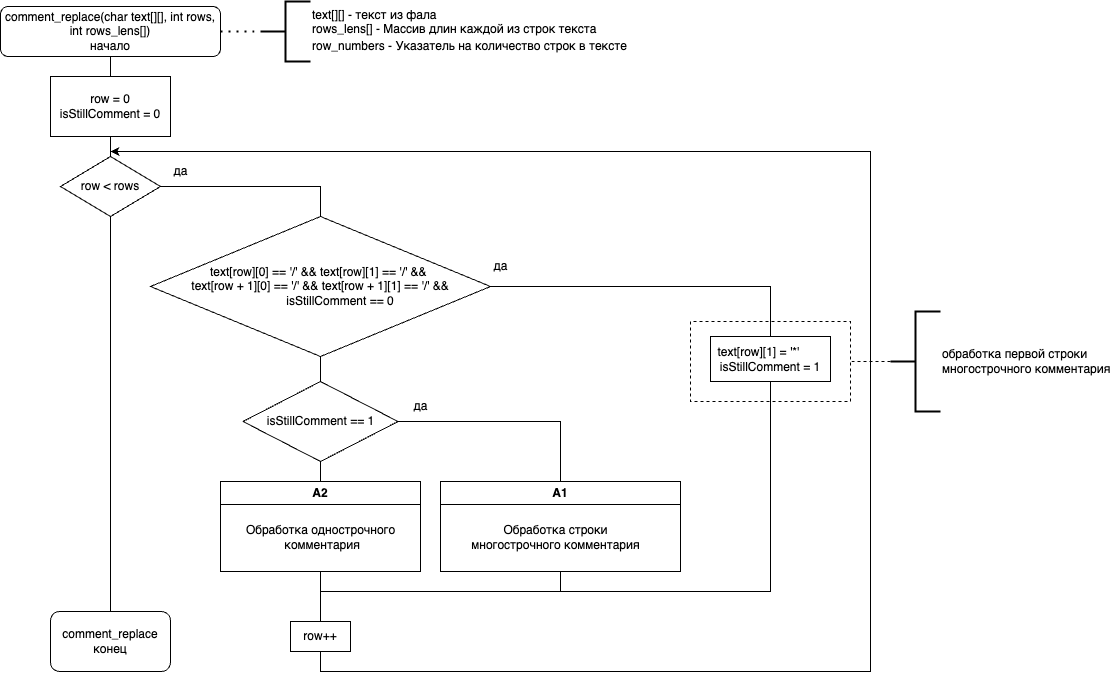 comment_replace(char text[][], int rows,
int rows_lens[])
начало
text[][] - текст из фала
rows_lens[] - Массив длин каждой из строк текста
row_numbers - Указатель на количество строк в тексте
row = 0
isStillComment = 0
да
row < rows
text[row][0] == '/' && text[row][1] == '/' &&
text[row + 1][0] == '/' && text[row + 1][1] == '/' &&
isStillComment == 0
да
text[row][1] = '*'
isStillComment = 1
обработка первой строки
многострочного комментария
isStillComment == 1
да
A2
Обработка однострочного
комментария
A1
Обработка строки
многострочного комментария
row++
comment_replace
конец